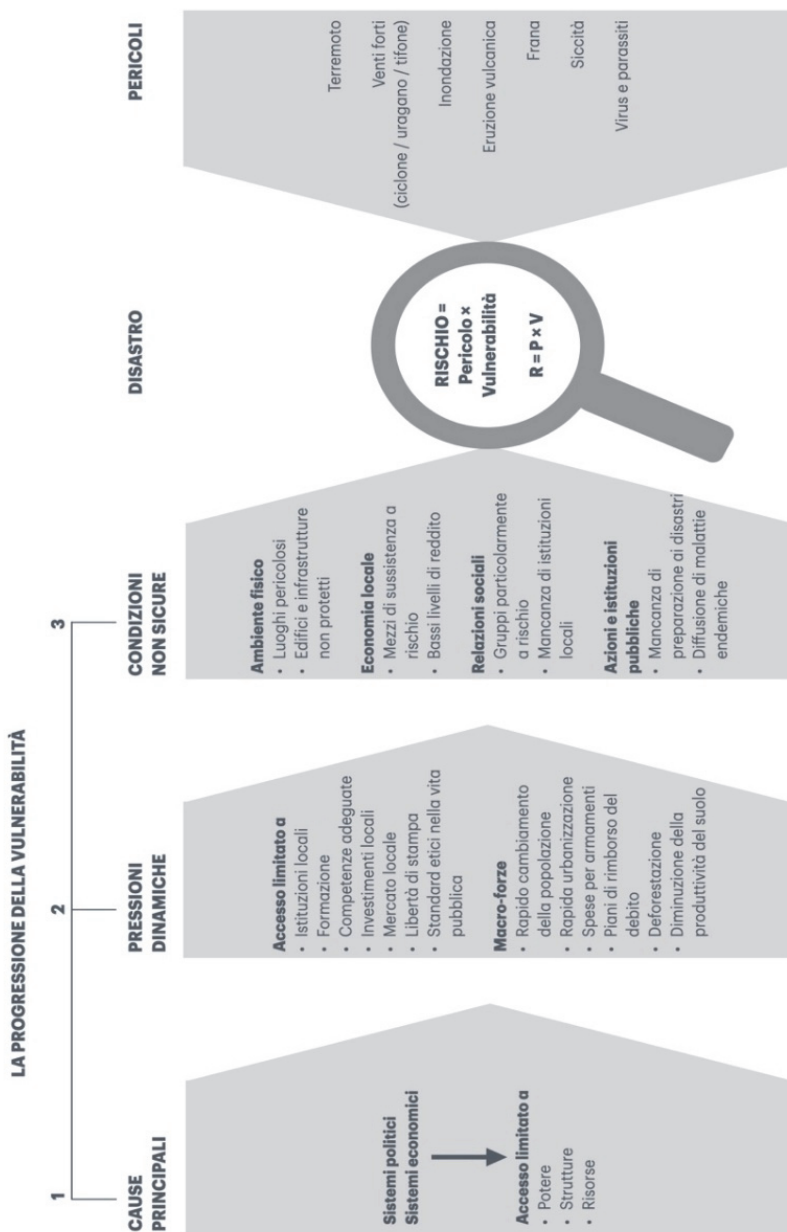 LA PROGRESSIONE DELLA VULNERABILITÀ
1
2
3
CAUSE
PRINCIPALI
PRESSIONI
DINAMICHE
CONDIZIONI
NON SICURE
DISASTRO
PERICOLI
Sistemi politici
Sistemi economici
Accesso limitato a
• Potere
• Strutture
• Risorse
Accesso limitato a
• Istituzioni locali
• Formazione
• Competenze adeguate
• Investimenti locali
• Mercato locale
• Libertà di stampa
• Standard etici nella vita
pubblica
Macro-forze
• Rapido cambiamento
della popolazione
• Rapida urbanizzazione
• Spese per armamenti
• Piani di rimborso del
debito
• Deforestazione
• Diminuzione della
produttività del suolo
Ambiente fisico
• Luoghi pericolosi
• Edifici e infrastrutture
non protetti
Economia locale
• Mezzi di sussistenza a
rischio
• Bassi livelli di reddito
Relazioni sociali
• Gruppi particolarmente
a rischio
• Mancanza di istituzioni
locali
Azioni e istituzioni
pubbliche
• Mancanza di
preparazione ai disastri
• Diffusione di malattie
endemiche
RISCHIO =
Pericolo ×
Vulnerabilità
R = P × V
Terremoto
Venti forti
(ciclone / uragano / tifone)
Inondazione
Eruzione vulcanica
Frana
Siccità
Virus e parassiti